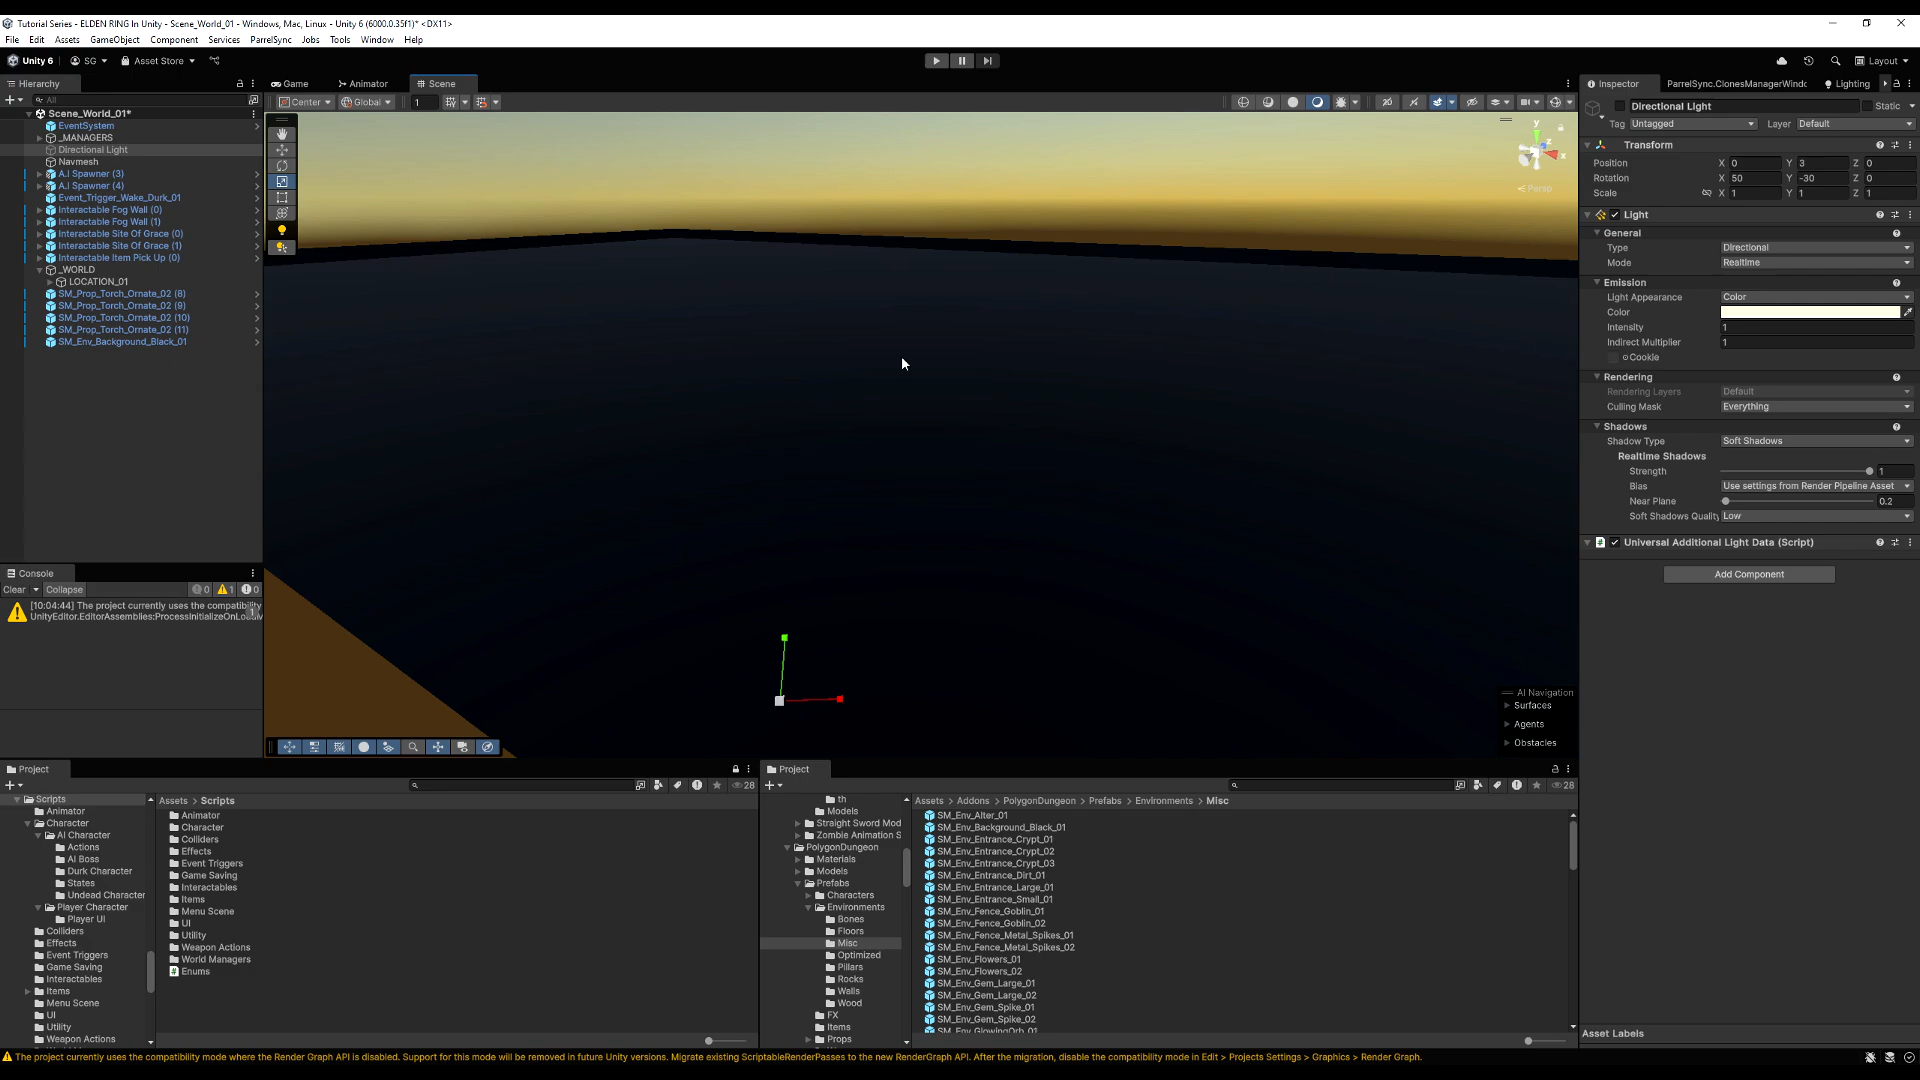 Tutorial Series - ELDEN RING In Unity - Scene_World_01 - Windows, Mac, Linux - Unity 6 (6000.0.35f1)* <DX11>
File Edit Assets GameObject Component Services ParrelSync Jobs Tools Window Help
Unity 6 SG Asset Store Layout
Hierarchy
All
Scene_World_01*
EventSystem
_MANAGERS
Directional Light
Navmesh
A.I Spawner (3)
A.I Spawner (4)
Event_Trigger_Wake_Durk_01
Interactable Fog Wall (0)
Interactable Fog Wall (1)
Interactable Site Of Grace (0)
Interactable Site Of Grace (1)
Interactable Item Pick Up (0)
_WORLD
LOCATION_01
SM_Prop_Torch_Ornate_02 (8)
SM_Prop_Torch_Ornate_02 (9)
SM_Prop_Torch_Ornate_02 (10)
SM_Prop_Torch_Ornate_02 (11)
SM_Env_Background_Black_01
Console
Clear Collapse 0 1 0
[10:04:44] The project currently uses the compatibility
UnityEditor.EditorAssemblies:ProcessInitializeOnLoad
1
Game Animator Scene
Center Global 1
y
x
Persp
AI Navigation
Surfaces
Agents
Obstacles
Inspector ParrelSync.ClonesManagerWindo Lighting
Directional Light Static
Tag Untagged Layer Default
Transform
Position X 0 Y 3 Z 0
Rotation X 50 Y -30 Z 0
Scale X 1 Y 1 Z 1
Light
General
Type Directional
Mode Realtime
Emission
Light Appearance Color
Color
Intensity 1
Indirect Multiplier 1
Cookie
Rendering
Rendering Layers Default
Culling Mask Everything
Shadows
Shadow Type Soft Shadows
Realtime Shadows
Strength 1
Bias Use settings from Render Pipeline Asset
Near Plane 0.2
Soft Shadows Quality Low
Universal Additional Light Data (Script)
Add Component
Asset Labels
Project
28
Scripts
Animator
Character
AI Character
Actions
AI Boss
Durk Character
States
Undead Character
Player Character
Player UI
Colliders
Effects
Event Triggers
Game Saving
Interactables
Items
Menu Scene
UI
Utility
Weapon Actions
Assets > Scripts
Animator
Character
Colliders
Effects
Event Triggers
Game Saving
Interactables
Items
Menu Scene
UI
Utility
Weapon Actions
World Managers
Enums
Project
28
th
Models
Straight Sword Mod
Zombie Animation S
PolygonDungeon
Materials
Models
Prefabs
Characters
Environments
Bones
Floors
Misc
Optimized
Pillars
Rocks
Walls
Wood
FX
Items
Props
Assets > Addons > PolygonDungeon > Prefabs > Environments > Misc
SM_Env_Alter_01
SM_Env_Background_Black_01
SM_Env_Entrance_Crypt_01
SM_Env_Entrance_Crypt_02
SM_Env_Entrance_Crypt_03
SM_Env_Entrance_Dirt_01
SM_Env_Entrance_Large_01
SM_Env_Entrance_Small_01
SM_Env_Fence_Goblin_01
SM_Env_Fence_Goblin_02
SM_Env_Fence_Metal_Spikes_01
SM_Env_Fence_Metal_Spikes_02
SM_Env_Flowers_01
SM_Env_Flowers_02
SM_Env_Gem_Large_01
SM_Env_Gem_Large_02
SM_Env_Gem_Spike_01
SM_Env_Gem_Spike_02
SM_Env_GlowingOrb_01
The project currently uses the compatibility mode where the Render Graph API is disabled. Support for this mode will be removed in future Unity versions. Migrate existing ScriptableRenderPasses to the new RenderGraph API. After the migration, disable the compatibility mode in Edit > Projects Settings > Graphics > Render Graph.